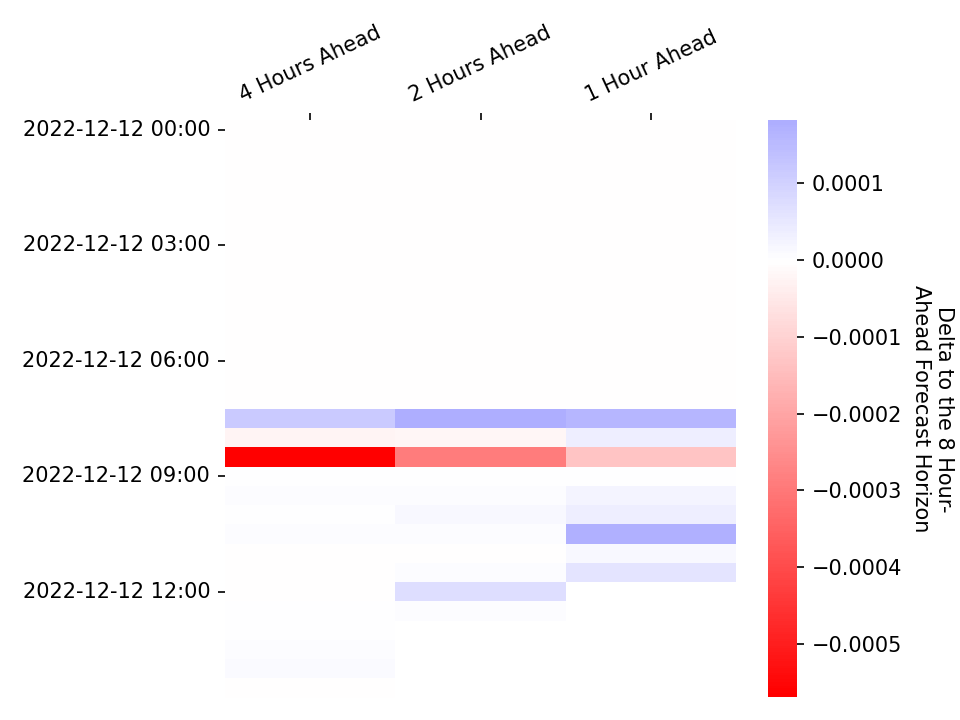 4 Hours Ahead
2 Hours Ahead
1 Hour Ahead
2022-12-12 00:00
2022-12-12 03:00
2022-12-12 06:00
2022-12-12 09:00
2022-12-12 12:00
0.0001
0.0000
−0.0001
−0.0002
−0.0003
−0.0004
−0.0005
Delta to the 8 Hour-
Ahead Forecast Horizon